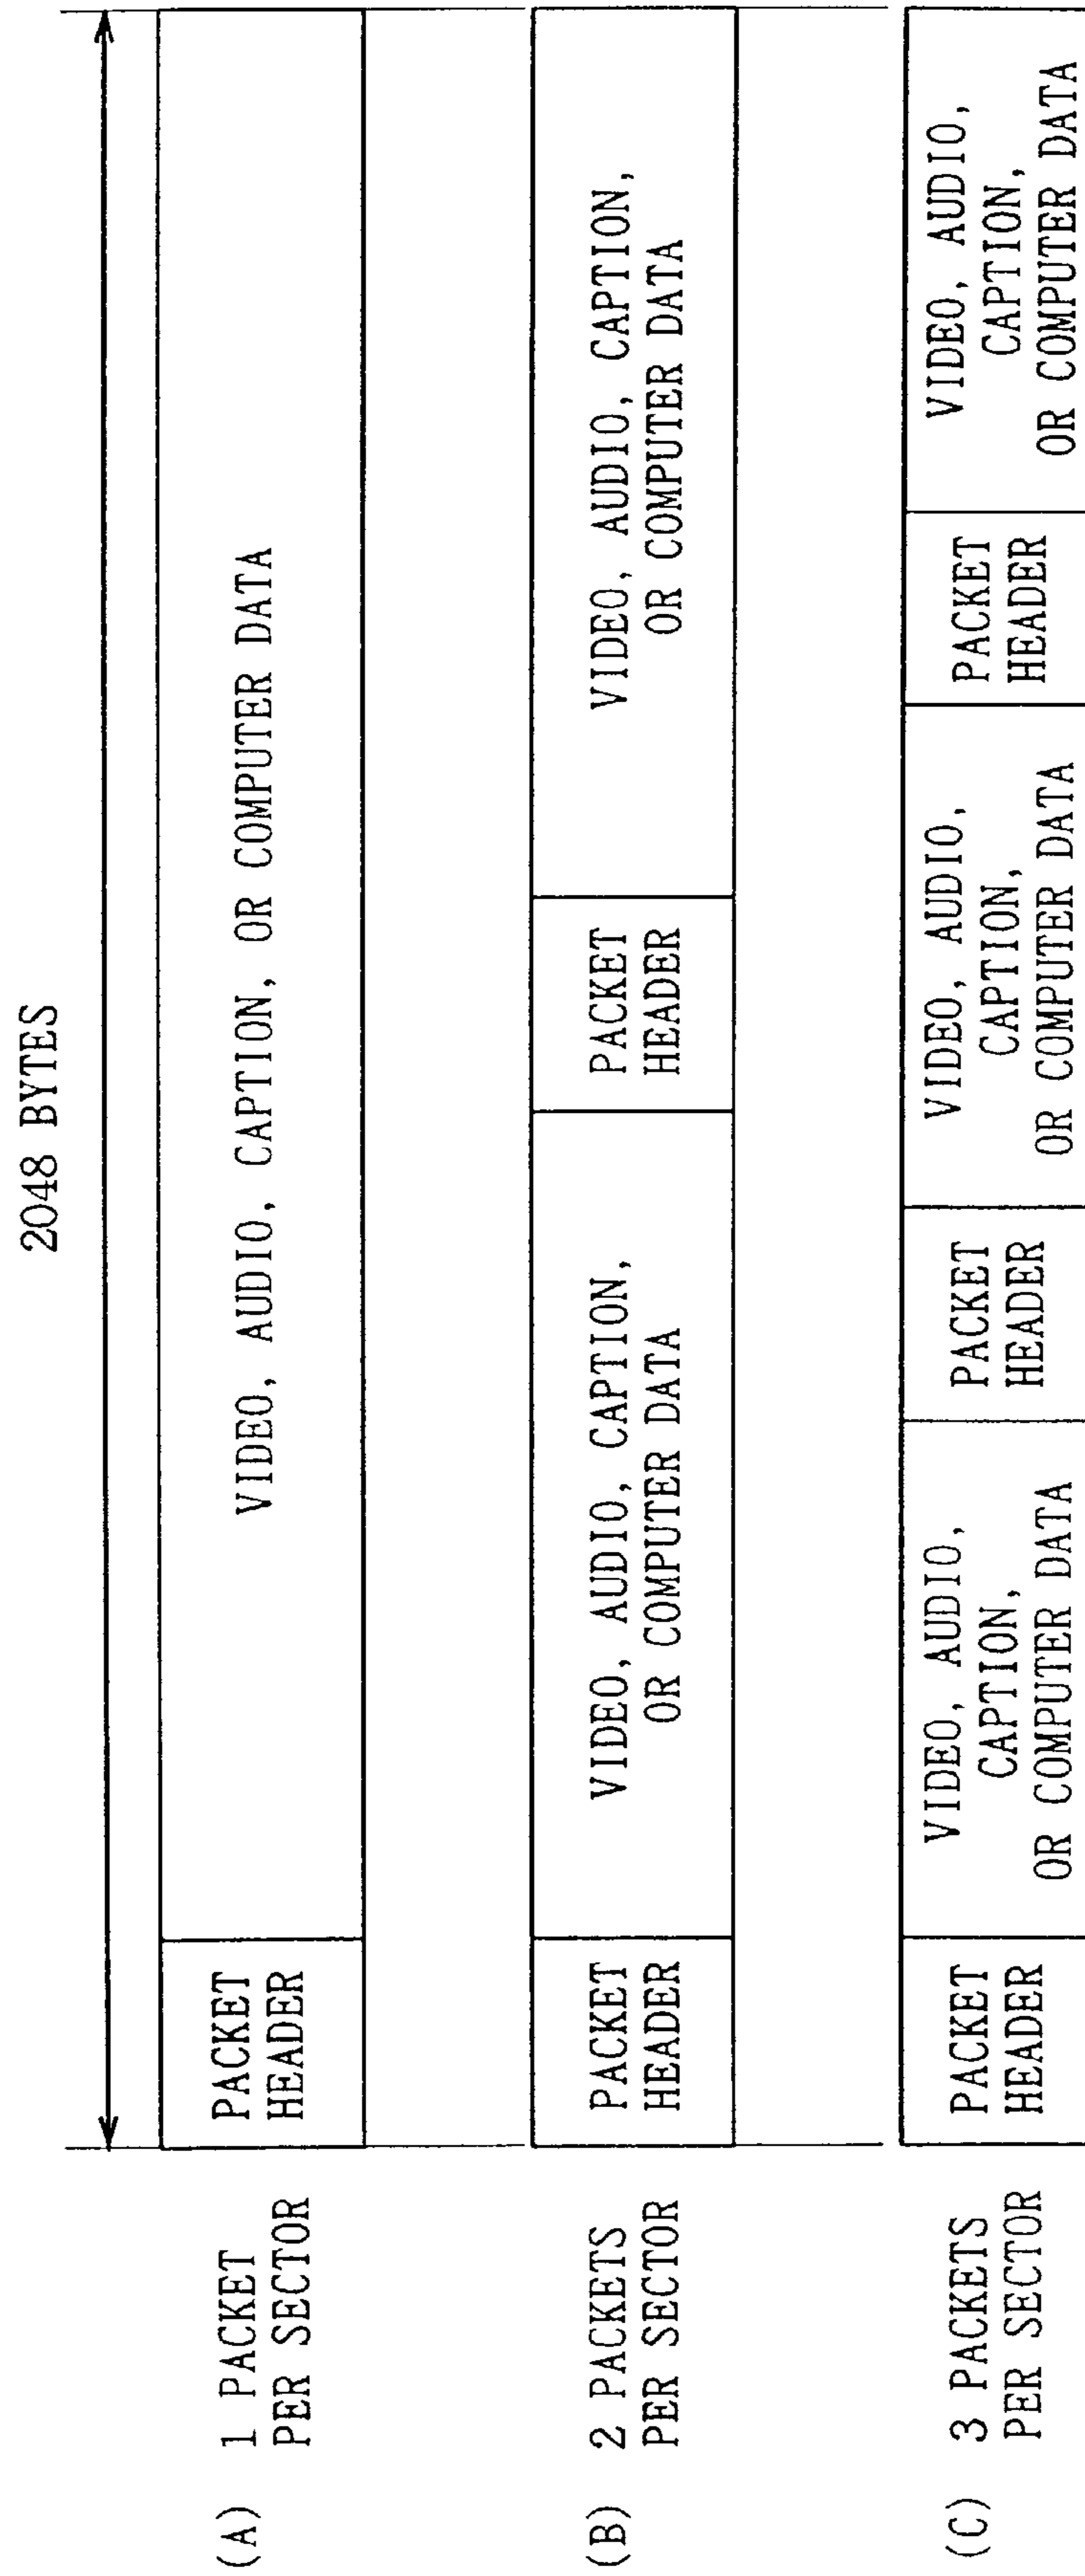 2048 BYTES
(A) 1 PACKET
PER SECTOR
PACKET
HEADER
VIDEO, AUDIO, CAPTION, OR COMPUTER DATA
(B) 2 PACKETS
PER SECTOR
PACKET
HEADER
VIDEO, AUDIO, CAPTION,
OR COMPUTER DATA
PACKET
HEADER
VIDEO, AUDIO, CAPTION,
OR COMPUTER DATA
(C) 3 PACKETS
PER SECTOR
PACKET
HEADER
VIDEO, AUDIO,
CAPTION,
OR COMPUTER DATA
PACKET
HEADER
VIDEO, AUDIO,
CAPTION,
OR COMPUTER DATA
PACKET
HEADER
VIDEO, AUDIO,
CAPTION,
OR COMPUTER DATA